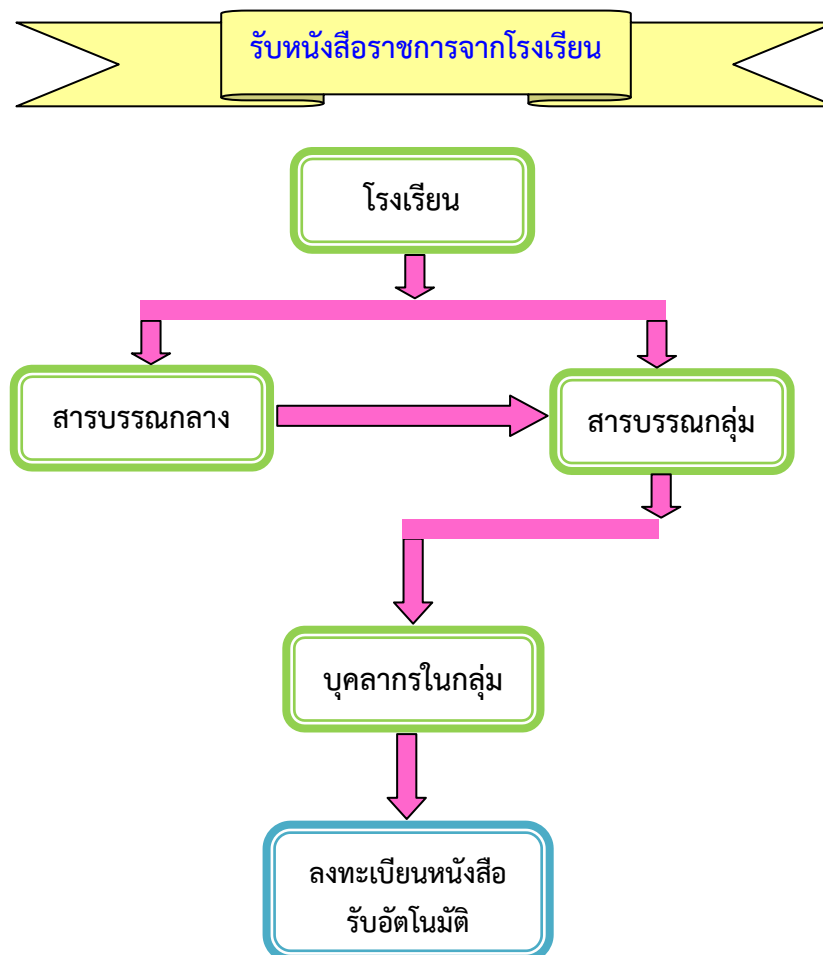 รับหนังสือราชการจากโรงเรียน
โรงเรียน
สารบรรณกลาง
สารบรรณกลุ่ม
บุคลากรในกลุ่ม
ลงทะเบียนหนังสือ
รับอัตโนมัติ